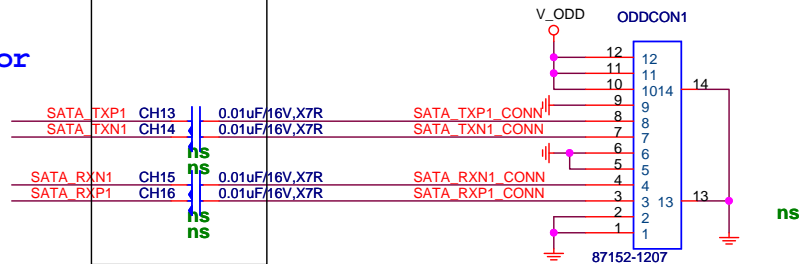 V_ODD
ODDCON1
or
12 12
11 11
10 10 14 14
9 9
SATA_TXP1 CH13 0.01uF/16V,X7R SATA_TXP1_CONN 8 8
SATA_TXN1 CH14 0.01uF/16V,X7R SATA_TXN1_CONN 7 7
ns
6 6
ns
5 5
SATA_RXN1 CH15 0.01uF/16V,X7R SATA_RXN1_CONN 4 4
SATA_RXP1 CH16 0.01uF/16V,X7R SATA_RXP1_CONN 3 3 13 13
ns
2 2
ns
ns
1 1
87152-1207